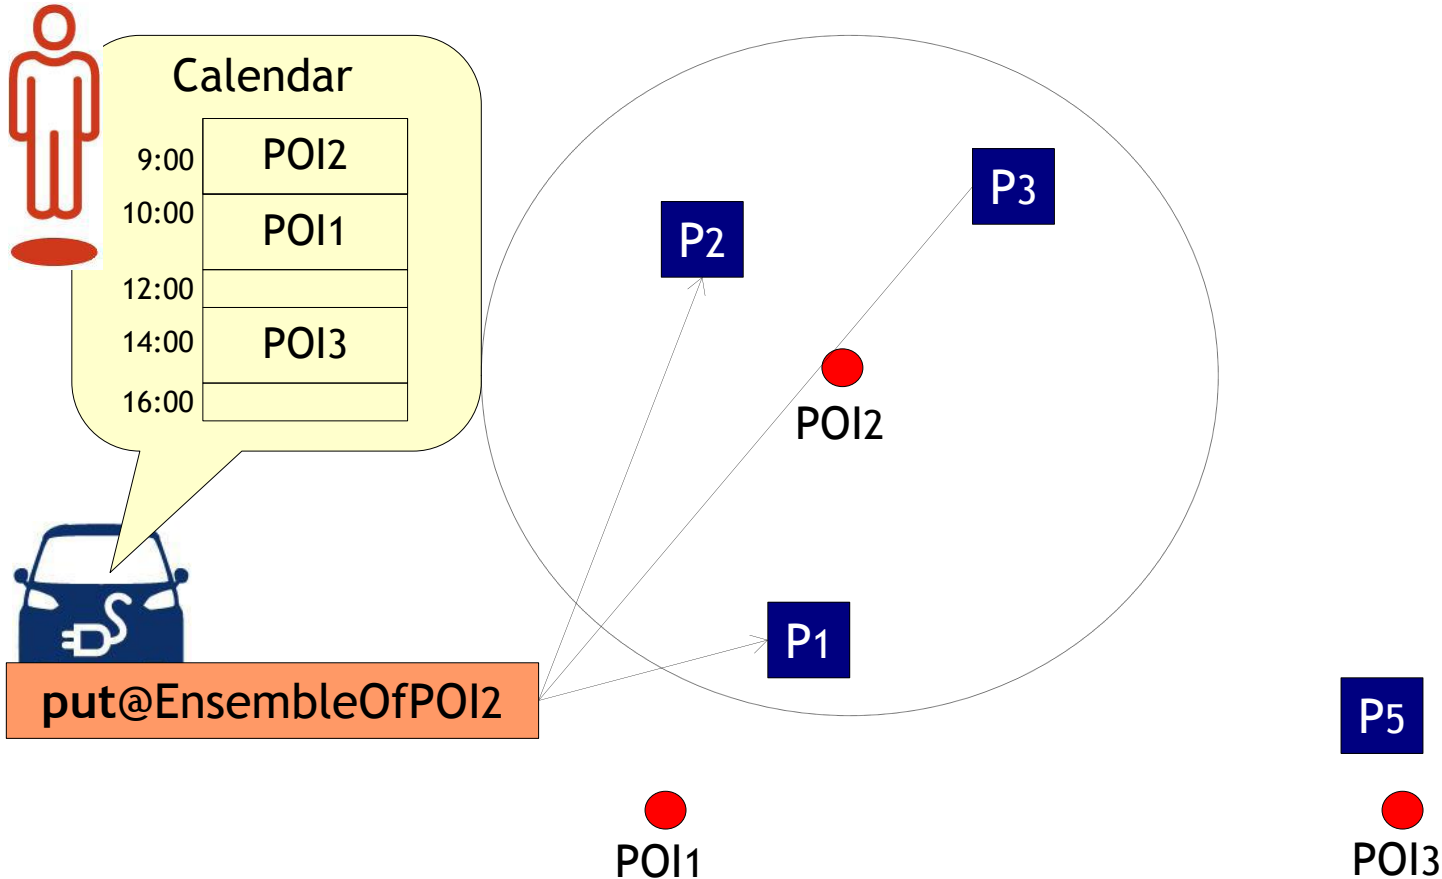 Calendar
9:00 POI2
10:00 POI1
12:00
14:00 POI3
16:00
P3
P2
POI2
P1
put@EnsembleOfPOI2
P5
POI1
POI3